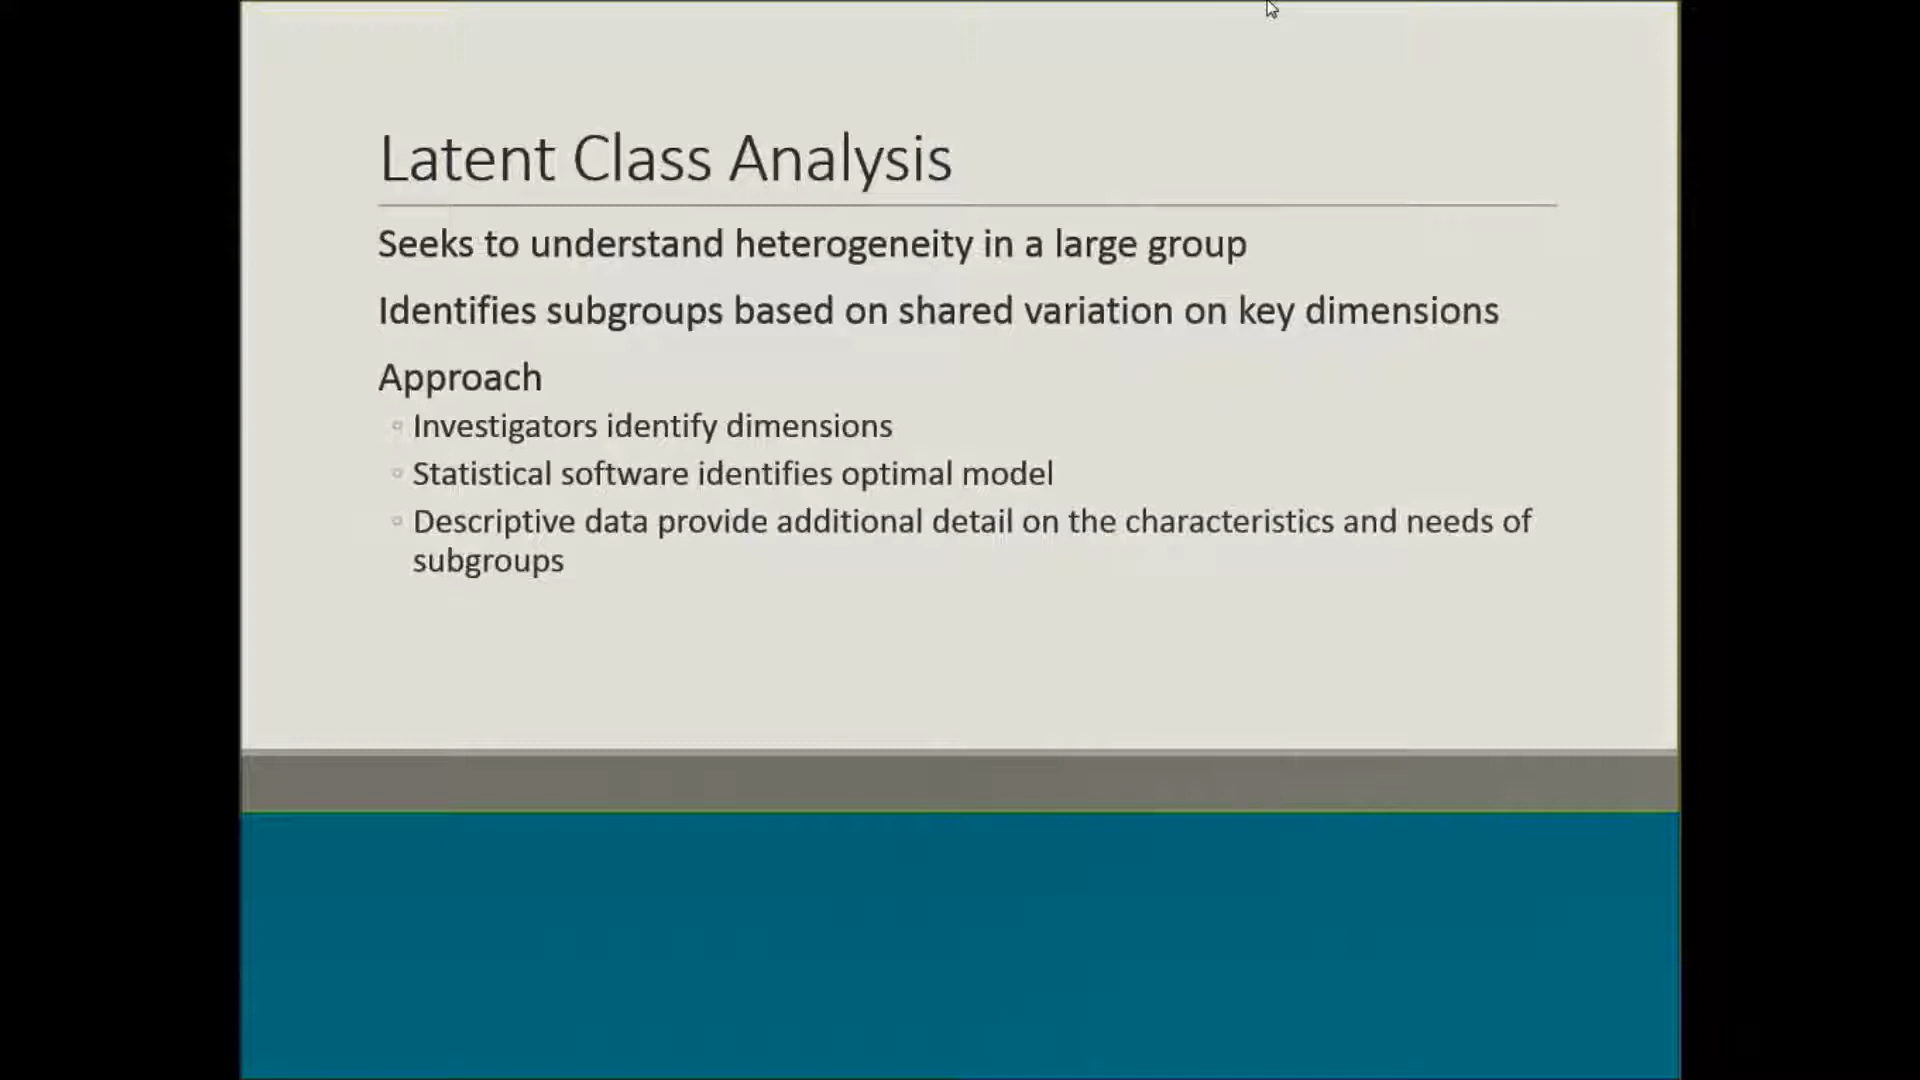 Latent Class Analysis
Seeks to understand heterogeneity in a large group
Identifies subgroups based on shared variation on key dimensions
Approach
▫ Investigators identify dimensions
▫ Statistical software identifies optimal model
▫ Descriptive data provide additional detail on the characteristics and needs of
subgroups